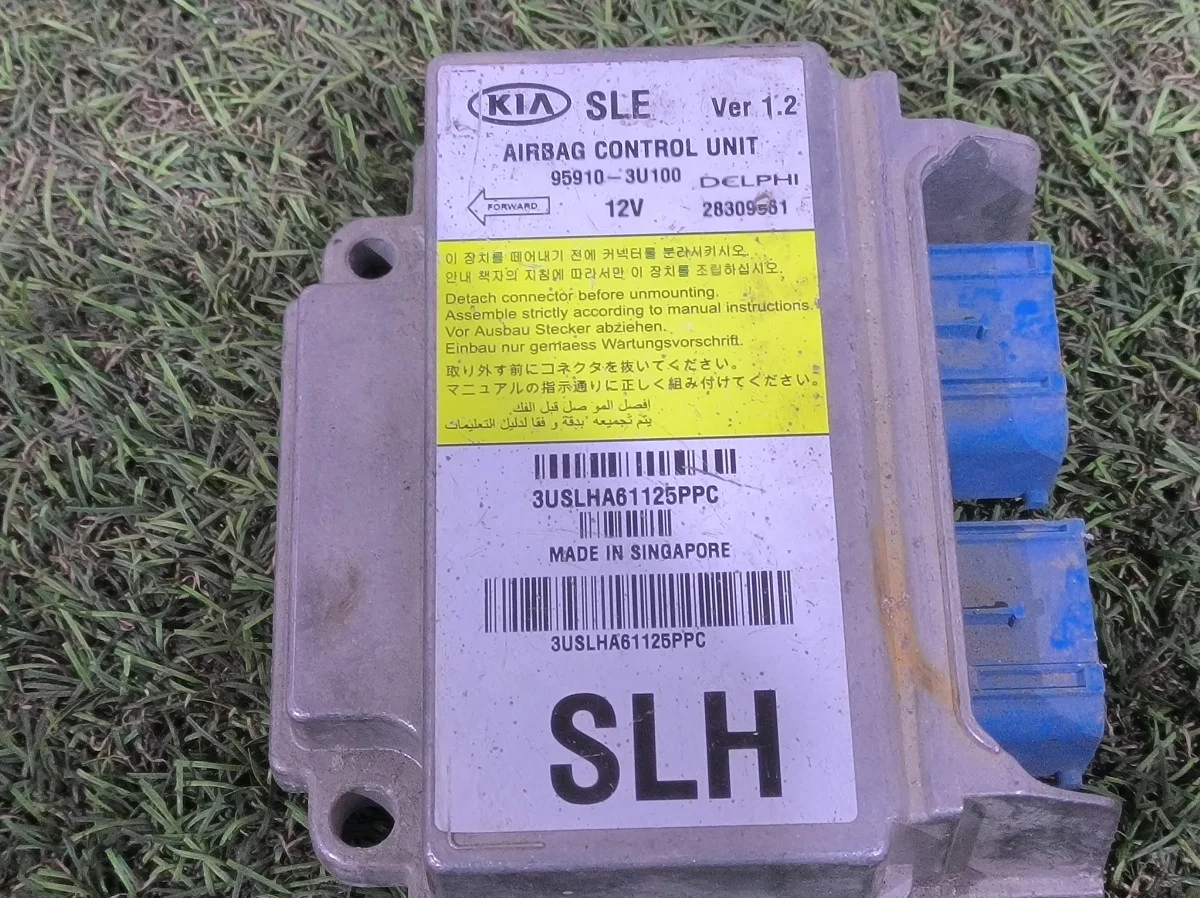 KIA SLE Ver 1.2
AIRBAG CONTROL UNIT
95910-3U100 DELPHI
FORWARD 12V 28309561
이 장치를 떼어내기 전에 커넥터를 분리시키시오.
안내 책자의 지침에 따라서만 이 장치를 조립하십시오.
Detach connector before unmounting.
Assemble strictly according to manual instructions.
Vor Ausbau Stecker abziehen.
Einbau nur gemaess Wartungsvorschrift.
取り外す前にコネクタを抜いてください。
マニュアルの指示通りに正しく組み付けてください。
افصل المو صل قبل الفك
يتم تجميعه بدقة و فقا لدليل التعليمات
3USLHA61125PPC
MADE IN SINGAPORE
3USLHA61125PPC
SLH